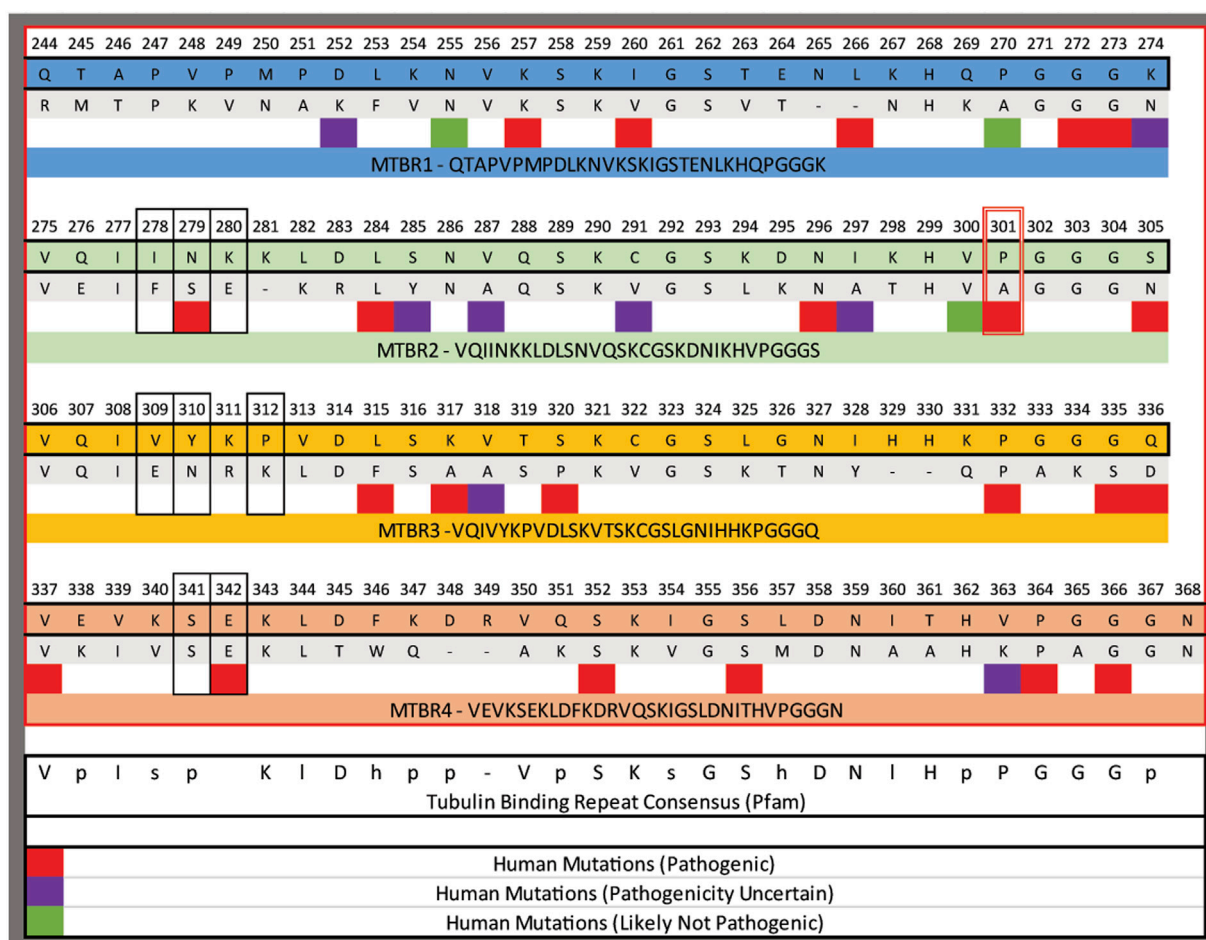 244 245 246 247 248 249 250 251 252 253 254 255 256 257 258 259 260 261 262 263 264 265 266 267 268 269 270 271 272 273 274
Q T A P V P M P D L K N V K S K I G S T E N L K H Q P G G G K
R M T P K V N A K F V N V K S K V G S V T - - N H K A G G G N
MTBR1 - QTAPVPMPDLKNVKSKIGSTENLKHQPGGGK
275 276 277 278 279 280 281 282 283 284 285 286 287 288 289 290 291 292 293 294 295 296 297 298 299 300 301 302 303 304 305
V Q I I N K K L D L S N V Q S K C G S K D N I K H V P G G G S
V E I F S E - K R L Y N A Q S K V G S L K N A T H V A G G G N
MTBR2 - VQIINKKLDLSNVQSKCGSKDNIKHVPGGGS
306 307 308 309 310 311 312 313 314 315 316 317 318 319 320 321 322 323 324 325 326 327 328 329 330 331 332 333 334 335 336
V Q I V Y K P V D L S K V T S K C G S L G N I H H K P G G G Q
V Q I E N R K L D F S A A S P K V G S K T N Y - - Q P A K S D
MTBR3 -VQIVYKPVDLSKVTSKCGSLGNIHHKPGGGQ
337 338 339 340 341 342 343 344 345 346 347 348 349 350 351 352 353 354 355 356 357 358 359 360 361 362 363 364 365 366 367 368
V E V K S E K L D F K D R V Q S K I G S L D N I T H V P G G G N
V K I V S E K L T W Q - - A K S K V G S M D N A A H K P A G G N
MTBR4 - VEVKSEKLDFKDRVQSKIGSLDNITHVPGGGN
V p I s p K l D h p p - V p S K s G S h D N I H p P G G G p
Tubulin Binding Repeat Consensus (Pfam)
Human Mutations (Pathogenic)
Human Mutations (Pathogenicity Uncertain)
Human Mutations (Likely Not Pathogenic)